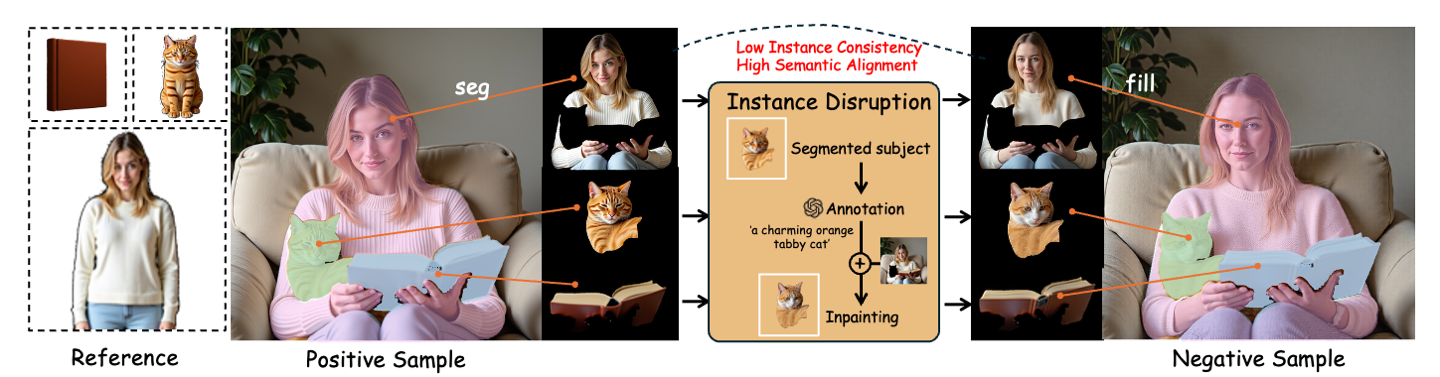 Low Instance Consistency
High Semantic Alignment
seg
Instance Disruption
fill
Segmented subject
Annotation
'a charming orange
tabby cat'
Inpainting
Reference
Positive Sample
Negative Sample